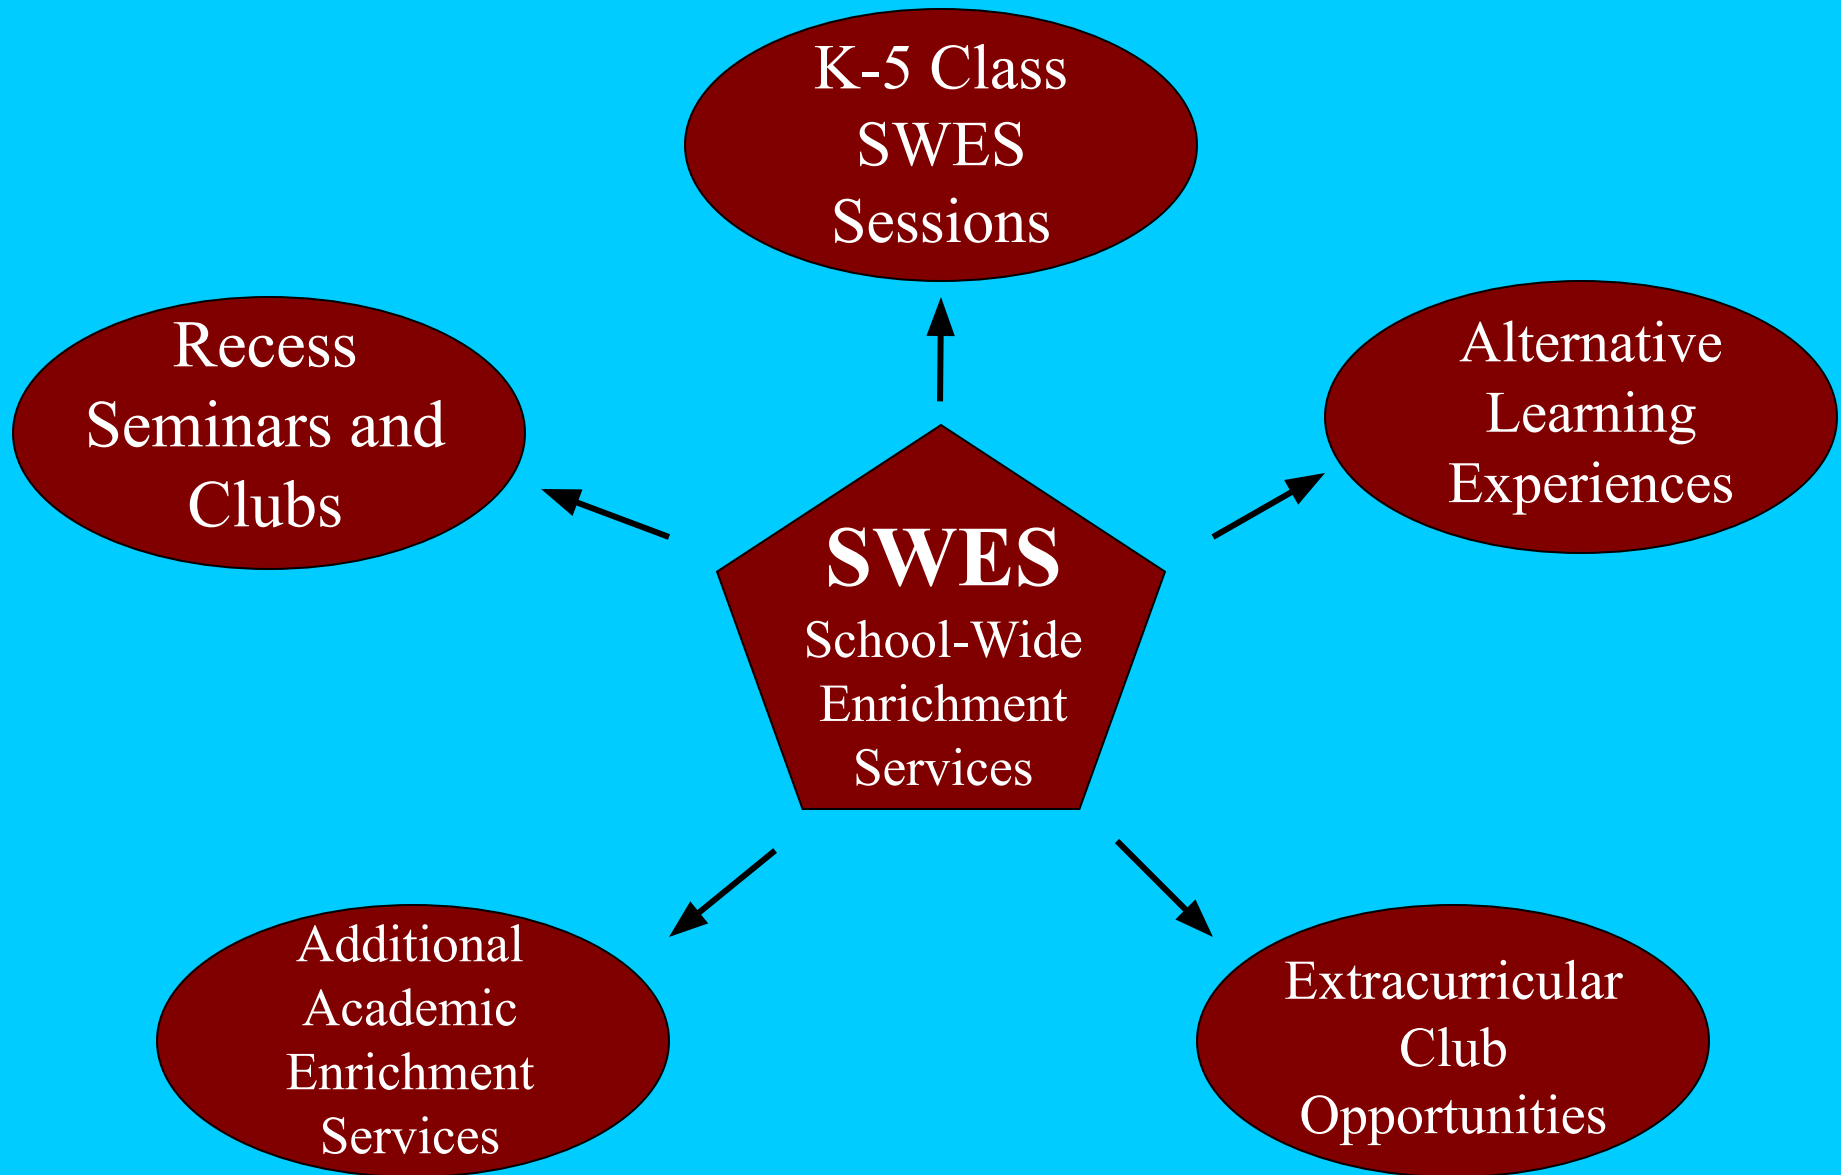 K-5 Class
SWES
Sessions
Recess
Seminars and
Clubs
Alternative
Learning
Experiences
SWES
School-Wide
Enrichment
Services
Additional
Academic
Enrichment
Services
Extracurricular
Club
Opportunities